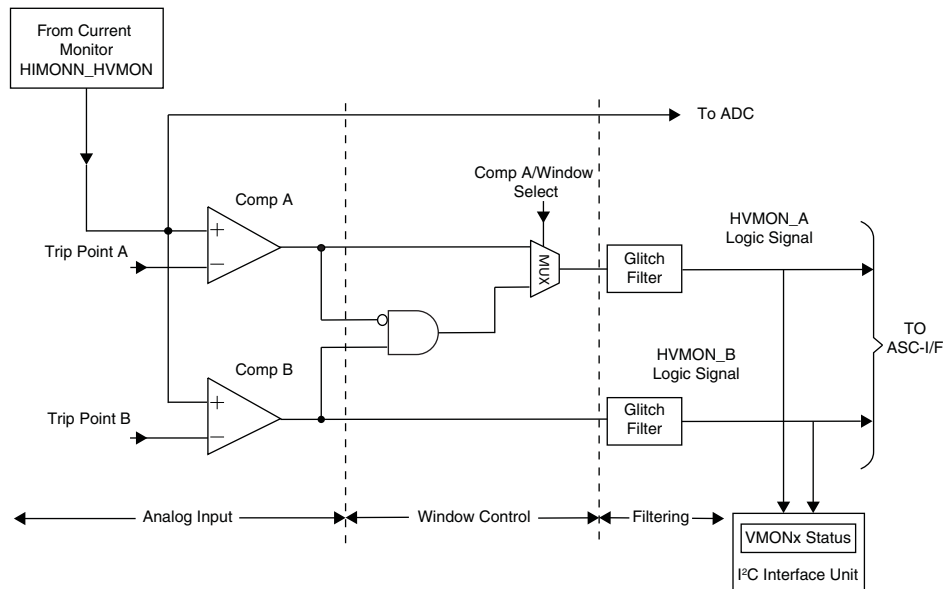 From Current
Monitor
HIMONN_HVMON
To ADC
Comp A/Window
Select
Comp A
HVMON_A
Logic Signal
+
Trip Point A
−
MUX
Glitch
Filter
TO
ASC-I/F
HVMON_B
Logic Signal
Comp B
+
Trip Point B
−
Glitch
Filter
Analog Input
Window Control
Filtering
VMONx Status
I²C Interface Unit